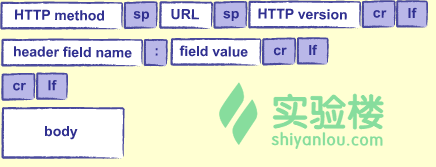 HTTP method sp URL sp HTTP version cr lf
header field name : field value cr lf
cr lf
body
实验楼
shiyanlou.com